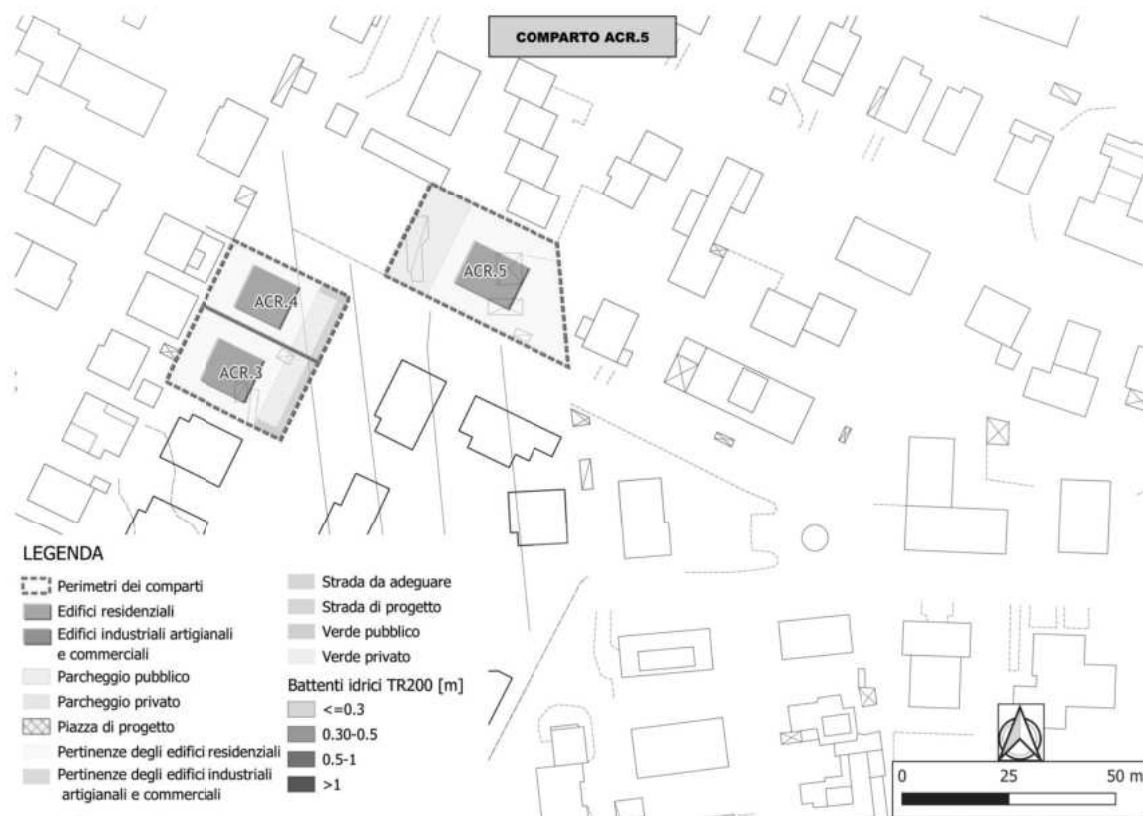 COMPARTO ACR.5
ACR.5
ACR.4
ACR.3
LEGENDA
Perimetri dei comparti
Edifici residenziali
Edifici industriali artigianali
e commerciali
Parcheggio pubblico
Parcheggio privato
Piazza di progetto
Pertinenze degli edifici residenziali
Pertinenze degli edifici industriali
artigianali e commerciali
Strada da adeguare
Strada di progetto
Verde pubblico
Verde privato
Battenti idrici TR200 [m]
<=0.3
0.30-0.5
0.5-1
>1
0 25 50 m